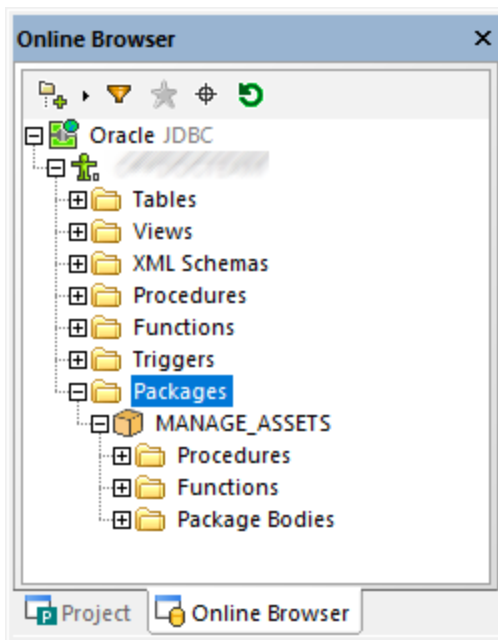 Online Browser
Oracle JDBC
Tables
Views
XML Schemas
Procedures
Functions
Triggers
Packages
MANAGE_ASSETS
Procedures
Functions
Package Bodies
Project
Online Browser